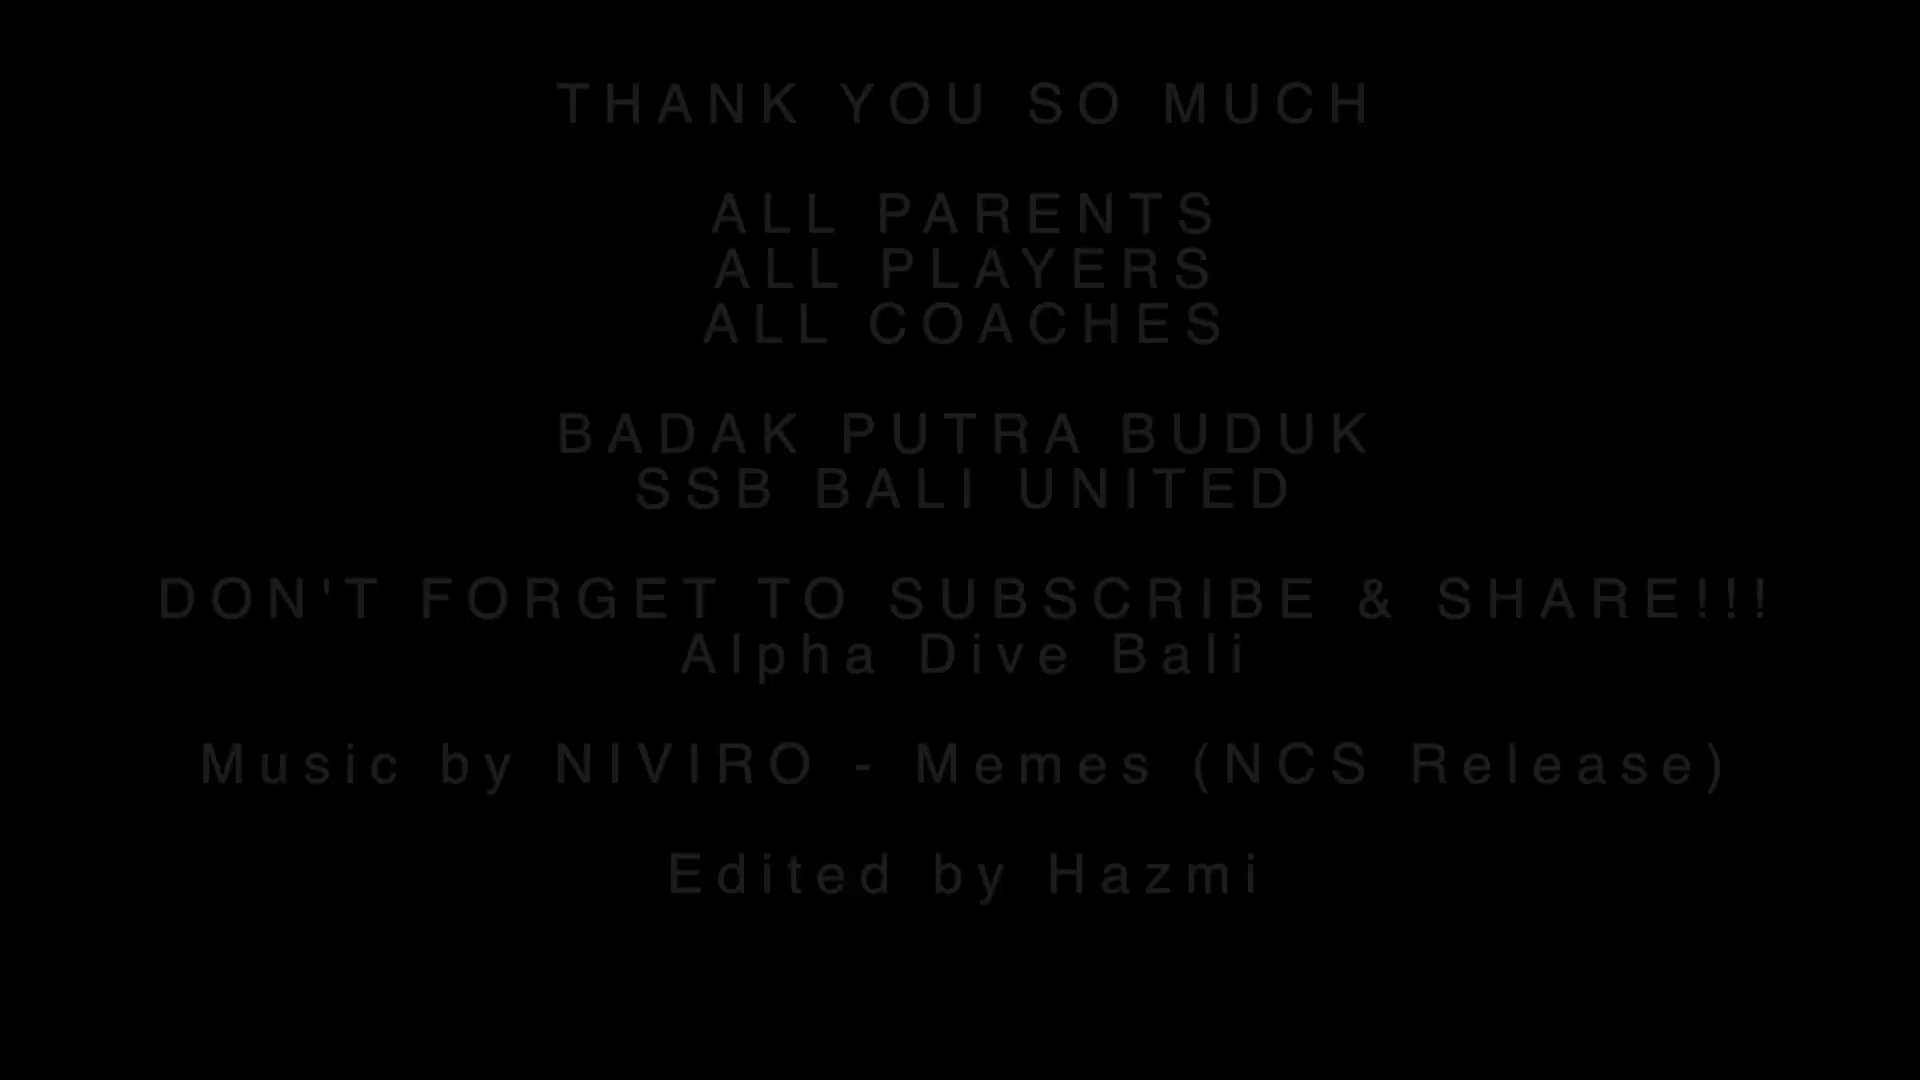 THANK YOU SO MUCH
ALL PARENTS
ALL PLAYERS
ALL COACHES
BADAK PUTRA BUDUK
SSB BALI UNITED
DON'T FORGET TO SUBSCRIBE & SHARE!!!
Alpha Dive Bali
Music by NIVIRO - Memes (NCS Release)
Edited by Hazmi